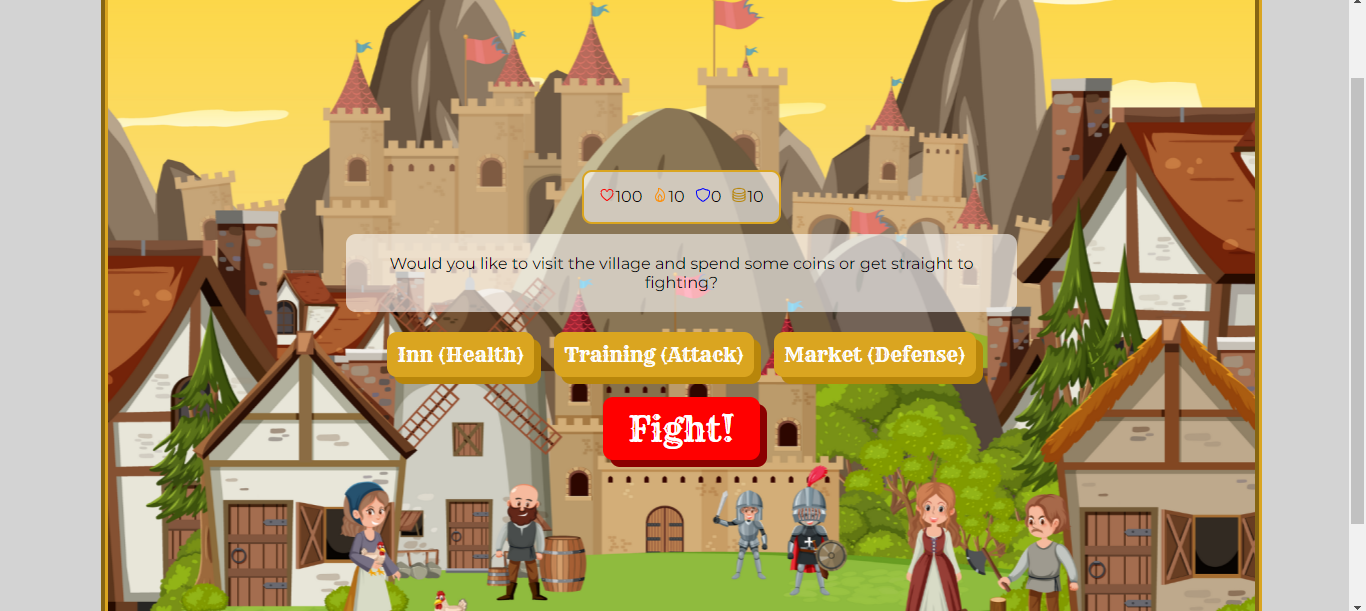 100 10 0 10
Would you like to visit the village and spend some coins or get straight to
fighting?
Inn (Health) Training (Attack) Market (Defense)
Fight!